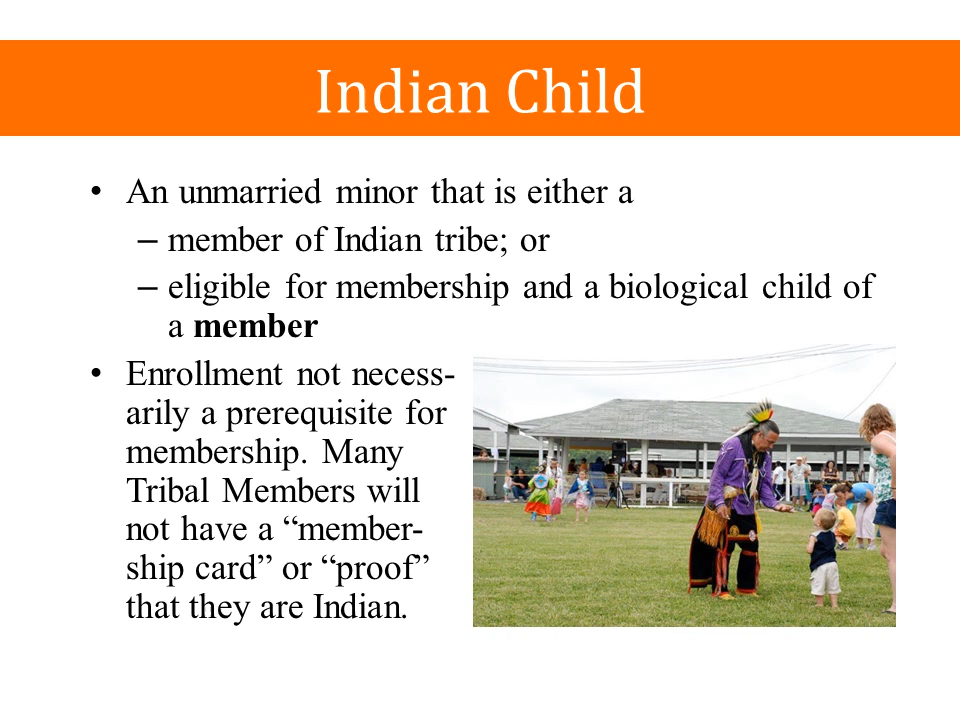 Indian Child
• An unmarried minor that is either a
– member of Indian tribe; or
– eligible for membership and a biological child of
a member
• Enrollment not necess-
arily a prerequisite for
membership. Many
Tribal Members will
not have a “member-
ship card” or “proof”
that they are Indian.